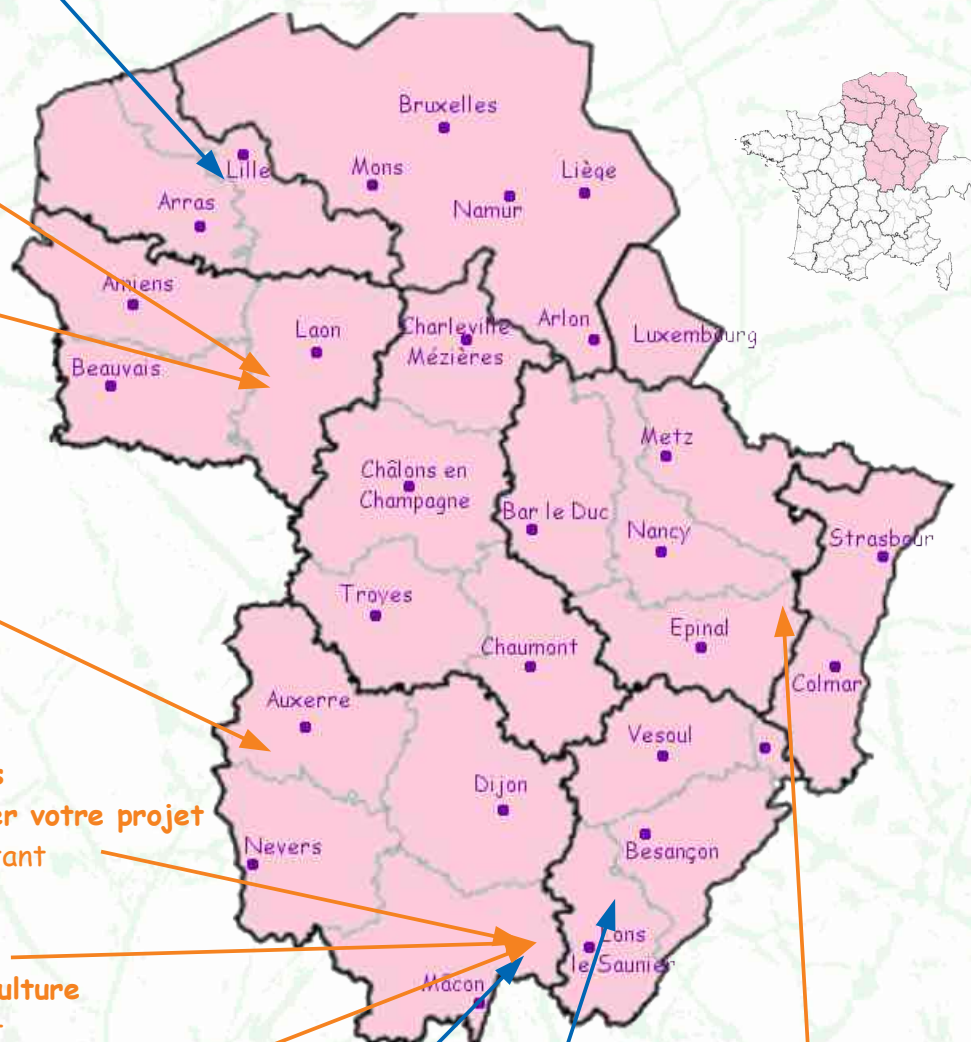 Bruxelles
Lille
Mons
Liège
Namur
Arras
Amiens
Laon
Charleville
Mézières
Arlon
Luxembourg
Beauvais
Metz
Châlons en
Champagne
Bar le Duc
Nancy
Strasbour
Troyes
Epinal
Chaumont
Colmar
Auxerre
Vesoul
Dijon
er votre projet
Nevers
Besançon
Lons
le Saunier
ulture
Mâcon